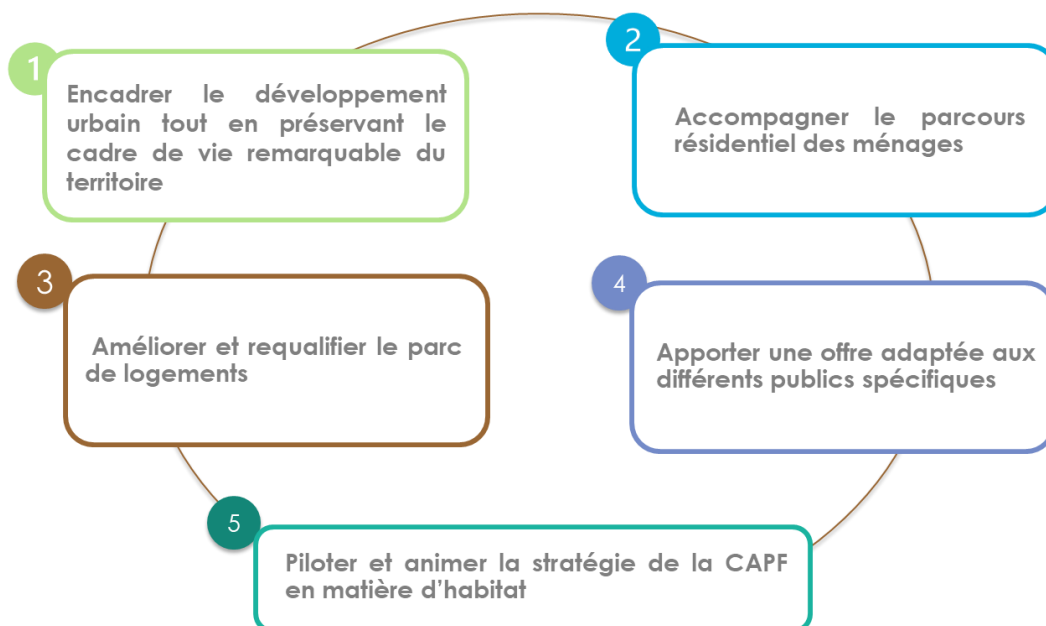 1
Encadrer le développement
urbain tout en préservant le
cadre de vie remarquable du
territoire
2
Accompagner le parcours
résidentiel des ménages
3
Améliorer et requalifier le parc
de logements
4
Apporter une offre adaptée aux
différents publics spécifiques
5
Piloter et animer la stratégie de la CAPF
en matière d’habitat